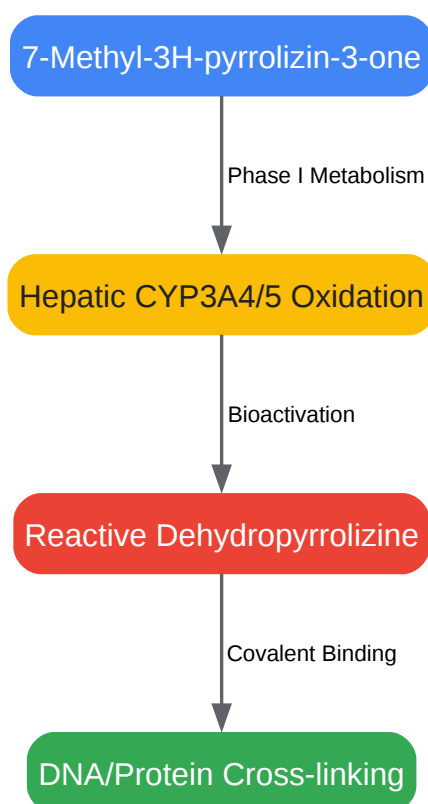 7-Methyl-3H-pyrrolizin-3-one
Phase I Metabolism
Hepatic CYP3A4/5 Oxidation
Bioactivation
Reactive Dehydropyrrolizine
Covalent Binding
DNA/Protein Cross-linking